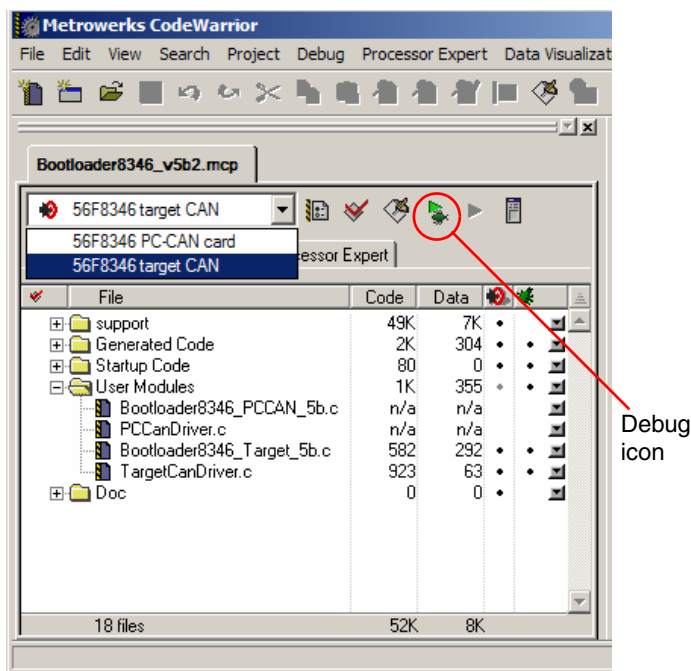 Metrowerks CodeWarrior
File Edit View Search Project Debug Processor Expert Data Visualizat
Bootloader8346_v5b2.mcp
56F8346 target CAN
56F8346 PC-CAN card
56F8346 target CAN
essor Expert
File Code Data
support 49K 7K
Generated Code 2K 304
Startup Code 80 0
User Modules 1K 355
Bootloader8346_PCCAN_5b.c n/a n/a
PCCanDriver.c n/a n/a
Bootloader8346_Target_5b.c 582 292
TargetCanDriver.c 923 63
Doc 0 0
18 files 52K 8K
Debug
icon